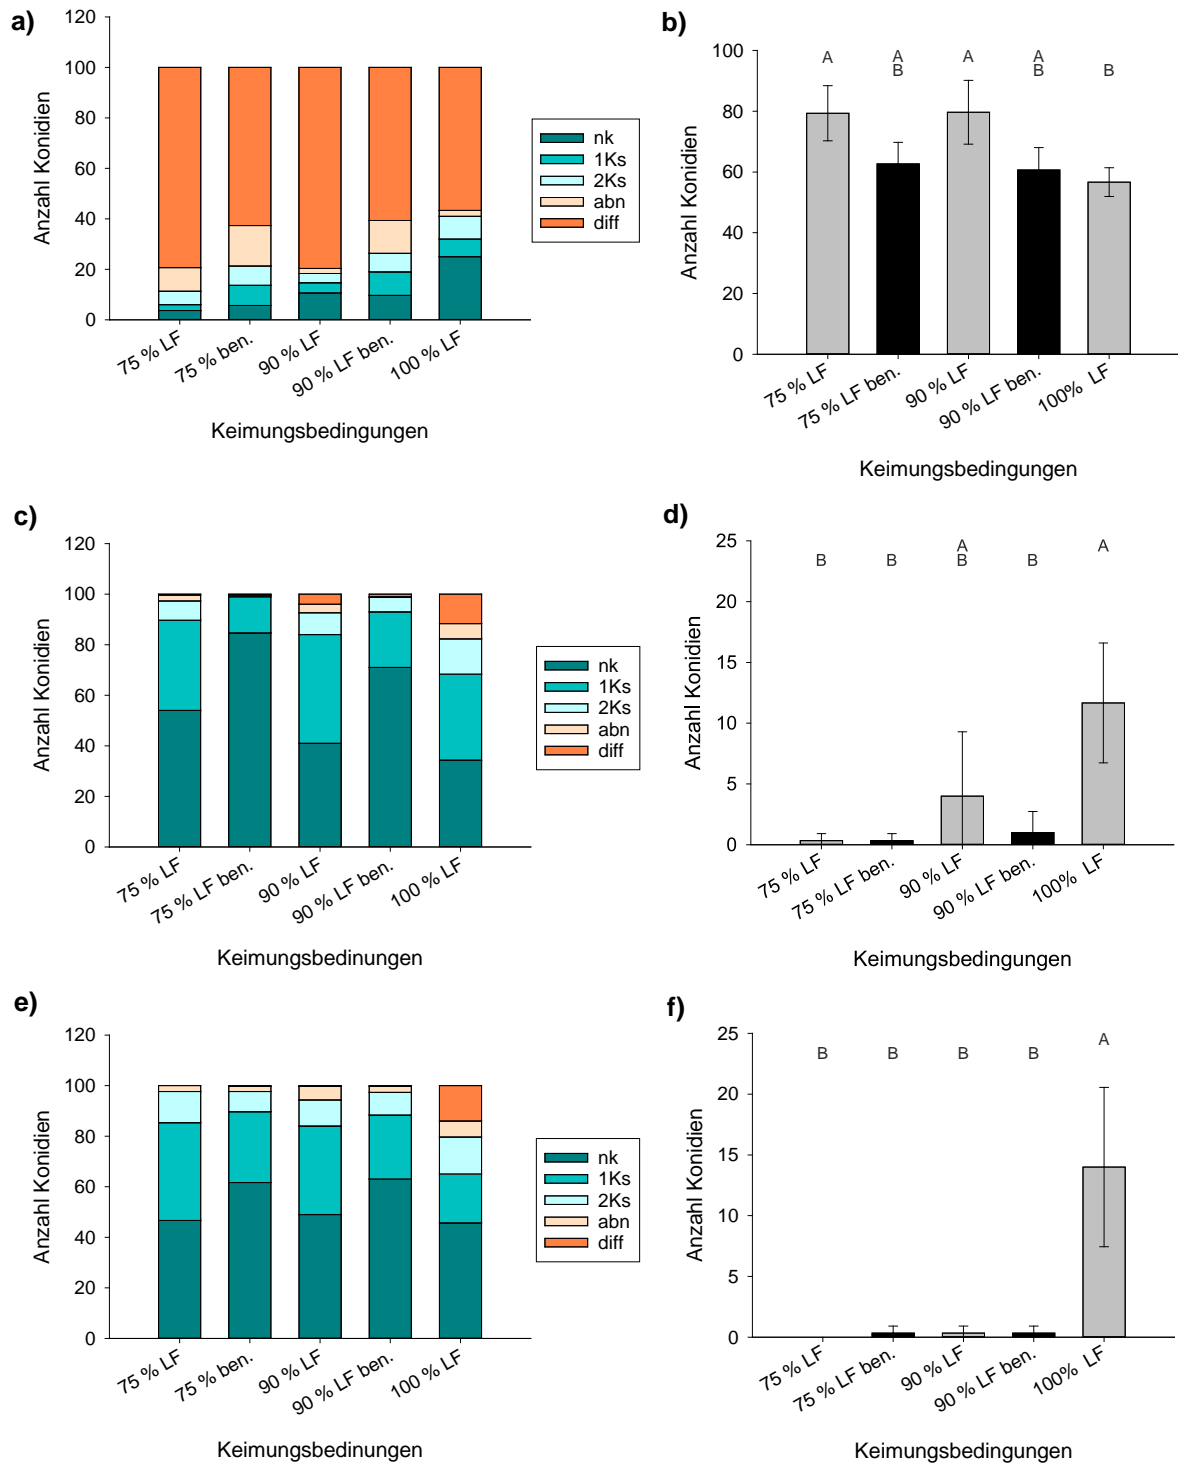 a)
120
100
80
60
40
20
0
Anzahl Konidien
75 % LF
75 % ben.
90 % LF
90 % LF ben.
100 % LF
Keimungsbedingungen
nk
1Ks
2Ks
abn
diff
b)
100
80
60
40
20
0
Anzahl Konidien
A
A
B
A
A
B
B
75 % LF
75 % LF ben.
90 % LF
90 % LF ben.
100% LF
Keimungsbedingungen
c)
120
100
80
60
40
20
0
Anzahl Konidien
75 % LF
75 % LF ben.
90 % LF
90 % LF ben.
100 % LF
Keimungsbedinungen
nk
1Ks
2Ks
abn
diff
d)
25
20
15
10
5
0
Anzahl Konidien
B
B
A
B
B
A
75 % LF
75 % LF ben.
90 % LF
90 % LF ben.
100% LF
Keimungsbedingungen
e)
120
100
80
60
40
20
0
Anzahl Konidien
75 % LF
75 % ben.
90 % LF
90 % LF ben.
100 % LF
Keimungsbedinungen
nk
1Ks
2Ks
abn
diff
f)
25
20
15
10
5
0
Anzahl Konidien
B
B
B
B
A
75 % LF
75 % LF ben.
90 % LF
90 % LF ben.
100% LF
Keimungsbedingungen